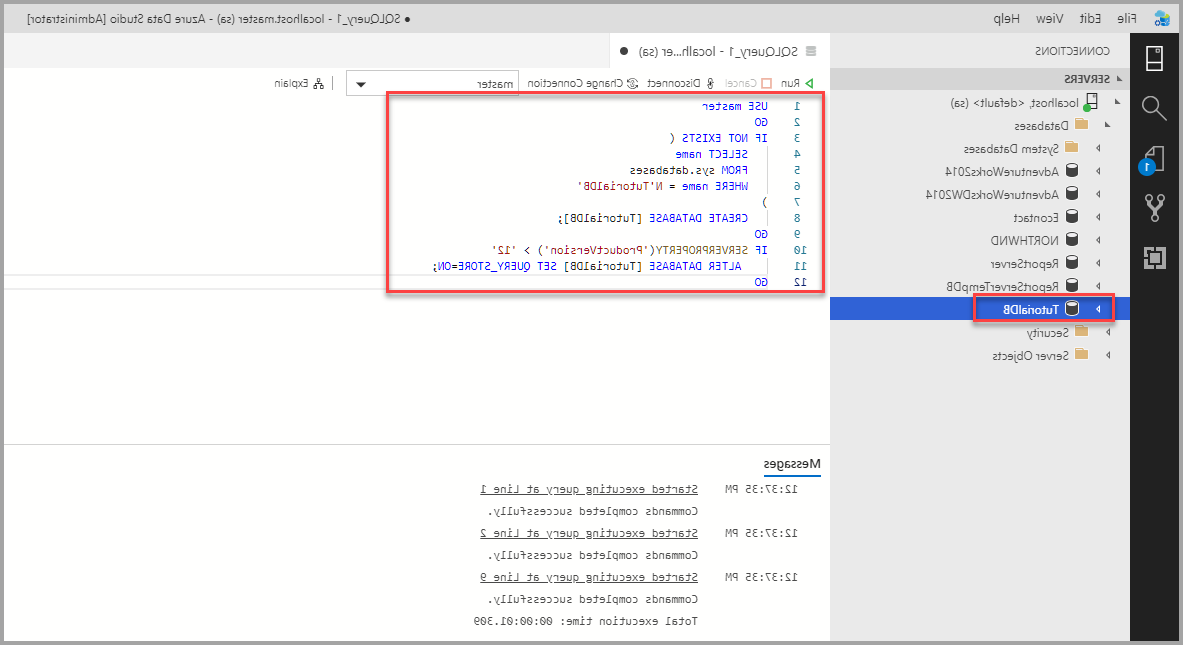 File Edit View Help
● SQLQuery_1 - localhost.master (sa) - Azure Data Studio [Administrator]
CONNECTIONS
SERVERS
localhost, <default> (sa)
Databases
System Databases
AdventureWorks2014
AdventureWorksDW2014
Econtact
NORTHWND
ReportServer
ReportServerTempDB
TutorialDB
Security
Server Objects
1
SQLQuery_1 - localh...er (sa) ●
Run Cancel Disconnect Change Connection master Explain
1 USE master
2 GO
3 IF NOT EXISTS (
4 SELECT name
5 FROM sys.databases
6 WHERE name = N'TutorialDB'
7 )
8 CREATE DATABASE [TutorialDB];
9 GO
10 IF SERVERPROPERTY('ProductVersion') > '12'
11 ALTER DATABASE [TutorialDB] SET QUERY_STORE=ON;
12 GO
Messages
12:37:35 PM Started executing query at Line 1
Commands completed successfully.
12:37:35 PM Started executing query at Line 2
Commands completed successfully.
12:37:35 PM Started executing query at Line 9
Commands completed successfully.
Total execution time: 00:00:01.309